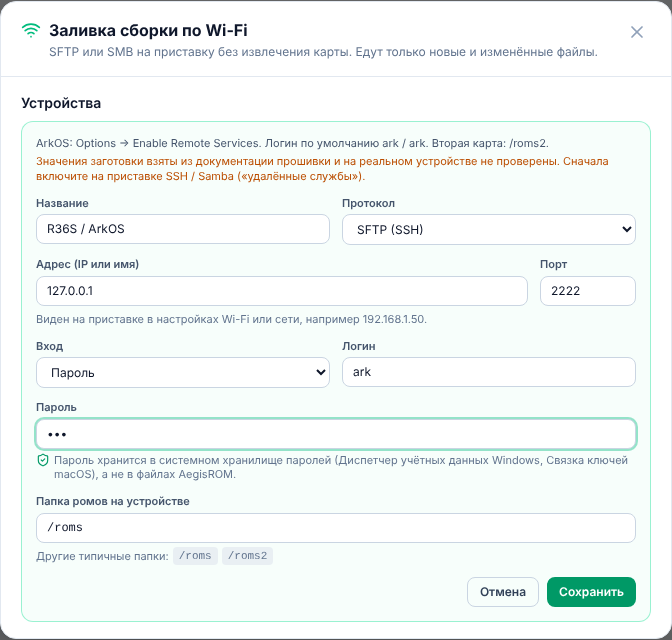 Заливка сборки по Wi-Fi
SFTP или SMB на приставку без извлечения карты. Едут только новые и изменённые файлы.
Устройства
ArkOS: Options → Enable Remote Services. Логин по умолчанию ark / ark. Вторая карта: /roms2.
Значения заготовки взяты из документации прошивки и на реальном устройстве не проверены. Сначала
включите на приставке SSH / Samba («удалённые службы»).
Название
Протокол
R36S / ArkOS
SFTP (SSH)
Адрес (IP или имя)
Порт
127.0.0.1
2222
Виден на приставке в настройках Wi-Fi или сети, например 192.168.1.50.
Вход
Логин
Пароль
ark
Пароль
•••
Пароль хранится в системном хранилище паролей (Диспетчер учётных данных Windows, Связка ключей
macOS), а не в файлах AegisROM.
Папка ромов на устройстве
/roms
Другие типичные папки: /roms /roms2
Отмена
Сохранить